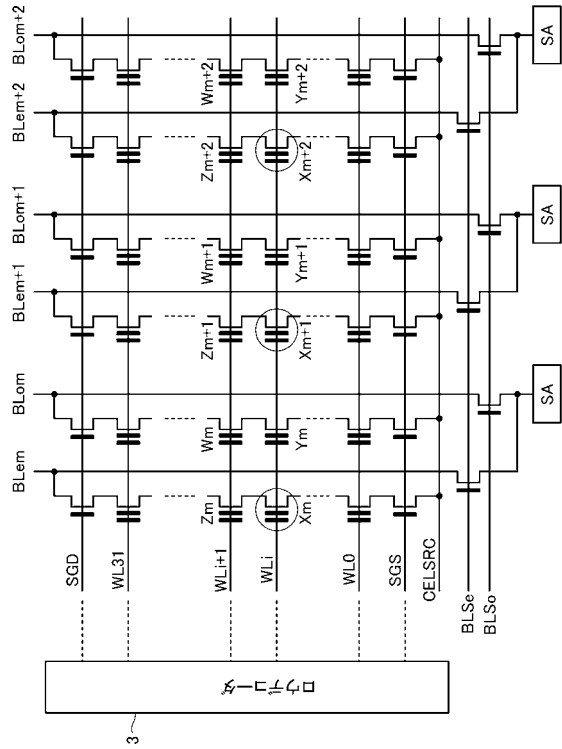 BLem
BLom
BLem+1
BLom+1
BLem+2
BLom+2
SGD
WL31
WLi+1
WLi
WL0
SGS
CELSRC
BLSe
BLSo
Zm
Wm
Zm+1
Wm+1
Zm+2
Wm+2
Xm
Ym
Xm+1
Ym+1
Xm+2
Ym+2
SA
SA
SA
ロウデコーダ
3